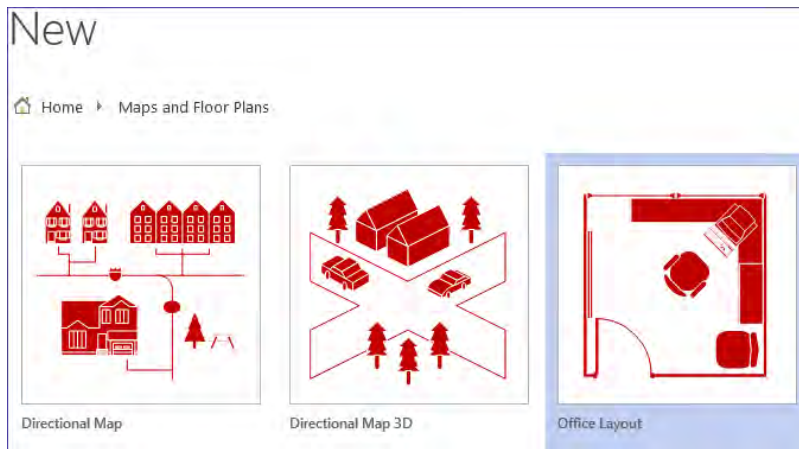 New
Home Maps and Floor Plans
Directional Map
Directional Map 3D
Office Layout